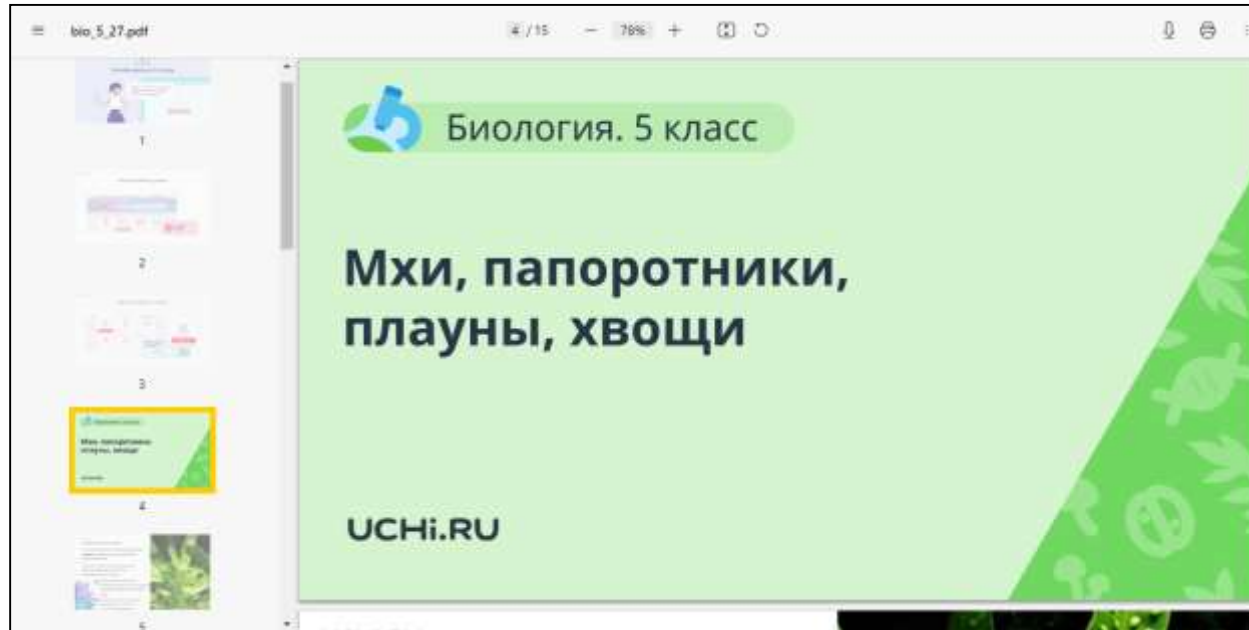 bio_5_27.pdf
4 / 15
78%
Биология. 5 класс
Мхи, папоротники,
плауны, хвощи
UCHi.RU
1
2
3
4
5